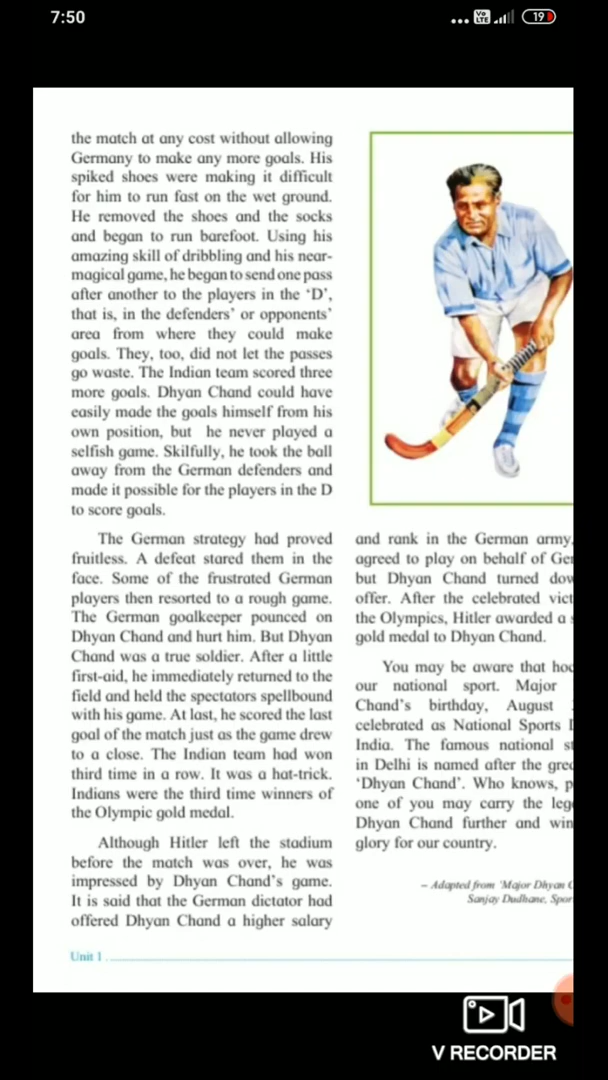 7:50
Vo LTE
19
the match at any cost without allowing
Germany to make any more goals. His
spiked shoes were making it difficult
for him to run fast on the wet ground.
He removed the shoes and the socks
and began to run barefoot. Using his
amazing skill of dribbling and his near-
magical game, he began to send one pass
after another to the players in the ‘D’,
that is, in the defenders’ or opponents’
area from where they could make
goals. They, too, did not let the passes
go waste. The Indian team scored three
more goals. Dhyan Chand could have
easily made the goals himself from his
own position, but he never played a
selfish game. Skilfully, he took the ball
away from the German defenders and
made it possible for the players in the D
to score goals.
The German strategy had proved
fruitless. A defeat stared them in the
face. Some of the frustrated German
players then resorted to a rough game.
The German goalkeeper pounced on
Dhyan Chand and hurt him. But Dhyan
Chand was a true soldier. After a little
first-aid, he immediately returned to the
field and held the spectators spellbound
with his game. At last, he scored the last
goal of the match just as the game drew
to a close. The Indian team had won
third time in a row. It was a hat-trick.
Indians were the third time winners of
the Olympic gold medal.
Although Hitler left the stadium
before the match was over, he was
impressed by Dhyan Chand’s game.
It is said that the German dictator had
offered Dhyan Chand a higher salary
and rank in the German army.
agreed to play on behalf of
but Dhyan Chand turned
offer. After the celebrated
the Olympics, Hitler awarded a
gold medal to Dhyan Chand.
You may be aware that
our national sport. Major
Chand’s birthday, August
celebrated as National Sports
India. The famous national
in Delhi is named after the
‘Dhyan Chand’. Who knows,
one of you may carry the
Dhyan Chand further and win
glory for our country.
– Adapted from ‘Major Dhyan
Sanjay Dudhane,
Unit 1
V RECORDER